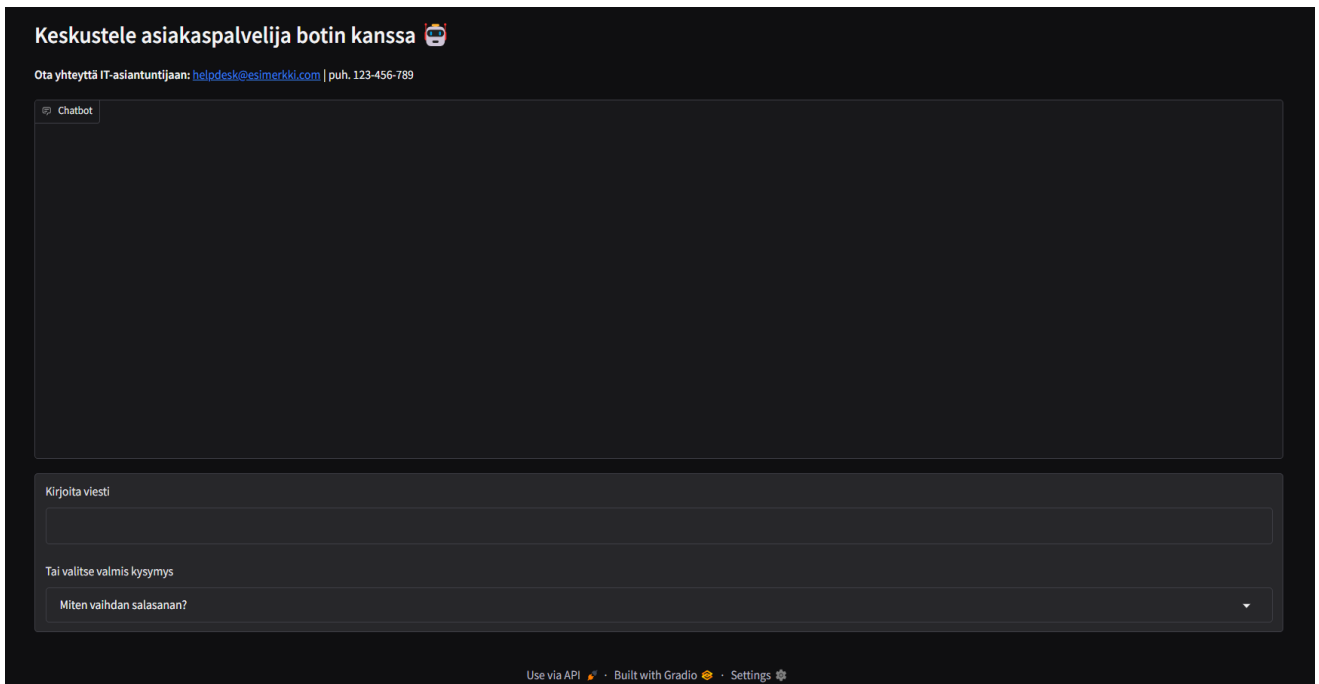 Keskustele asiakaspalvelija botin kanssa 🤖
Ota yhteyttä IT-asiantuntijaan: helpdesk@esimerkki.com | puh. 123-456-789
Chatbot
Kirjoita viesti
Tai valitse valmis kysymys
Miten vaihdan salasanan?
Use via API 🚀 · Built with Gradio · Settings ⚙️